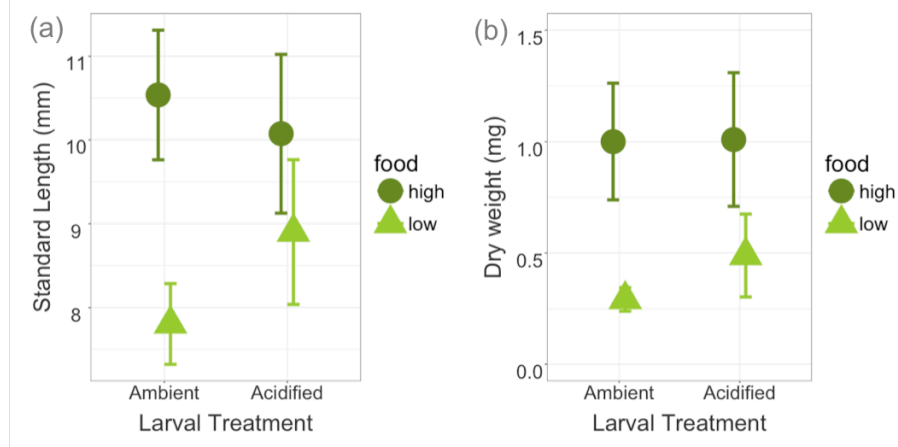 (a)
Standard Length (mm)
11
10
9
8
Ambient Acidified
Larval Treatment
food
high
low
(b)
Dry weight (mg)
1.5
1.0
0.5
0.0
Ambient Acidified
Larval Treatment
food
high
low